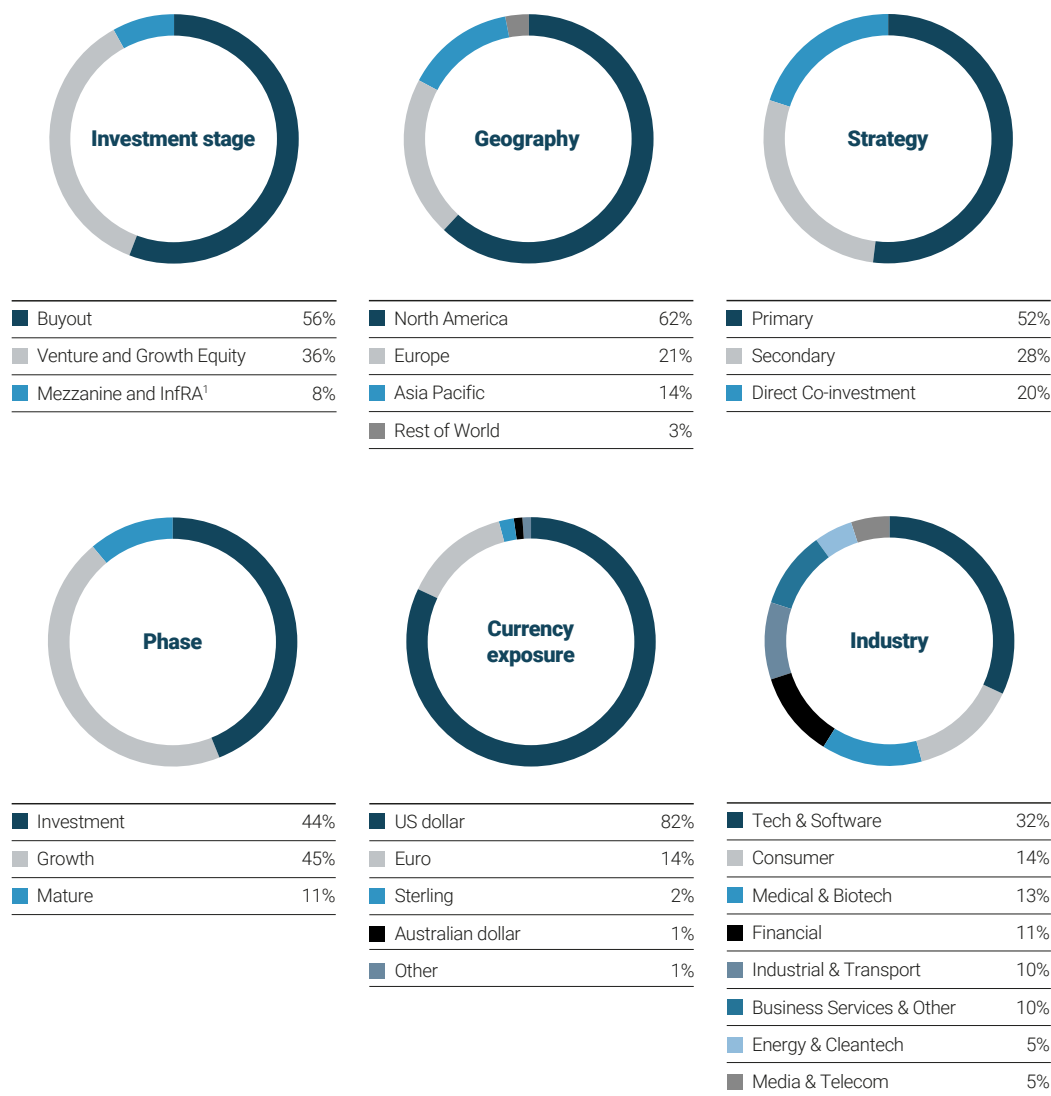 Investment stage
Buyout 56%
Venture and Growth Equity 36%
Mezzanine and InfRA¹ 8%
Geography
North America 62%
Europe 21%
Asia Pacific 14%
Rest of World 3%
Strategy
Primary 52%
Secondary 28%
Direct Co-investment 20%
Phase
Investment 44%
Growth 45%
Mature 11%
Currency
exposure
US dollar 82%
Euro 14%
Sterling 2%
Australian dollar 1%
Other 1%
Industry
Tech & Software 32%
Consumer 14%
Medical & Biotech 13%
Financial 11%
Industrial & Transport 10%
Business Services & Other 10%
Energy & Cleantech 5%
Media & Telecom 5%